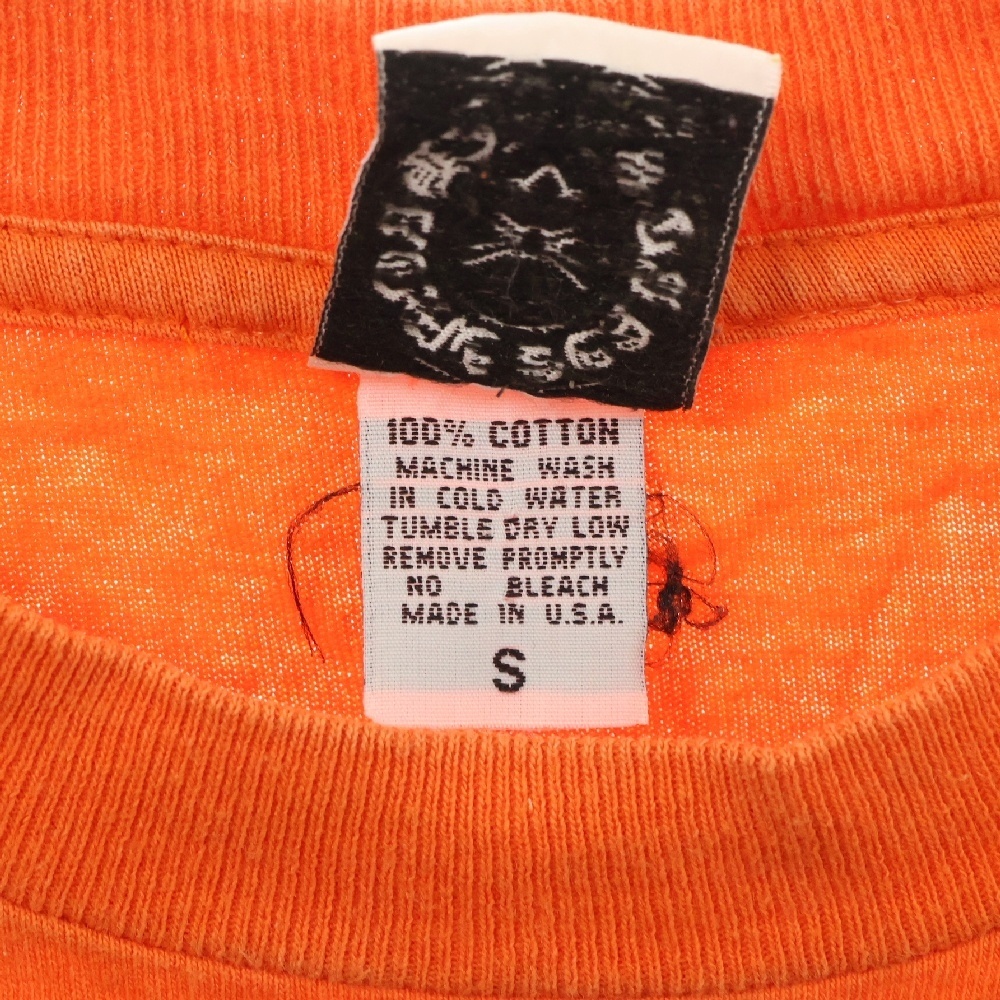 100% COTTON
MACHINE WASH
IN COLD WATER
TUMBLE DRY LOW
REMOVE PROMPTLY
NO BLEACH
MADE IN U.S.A.
S